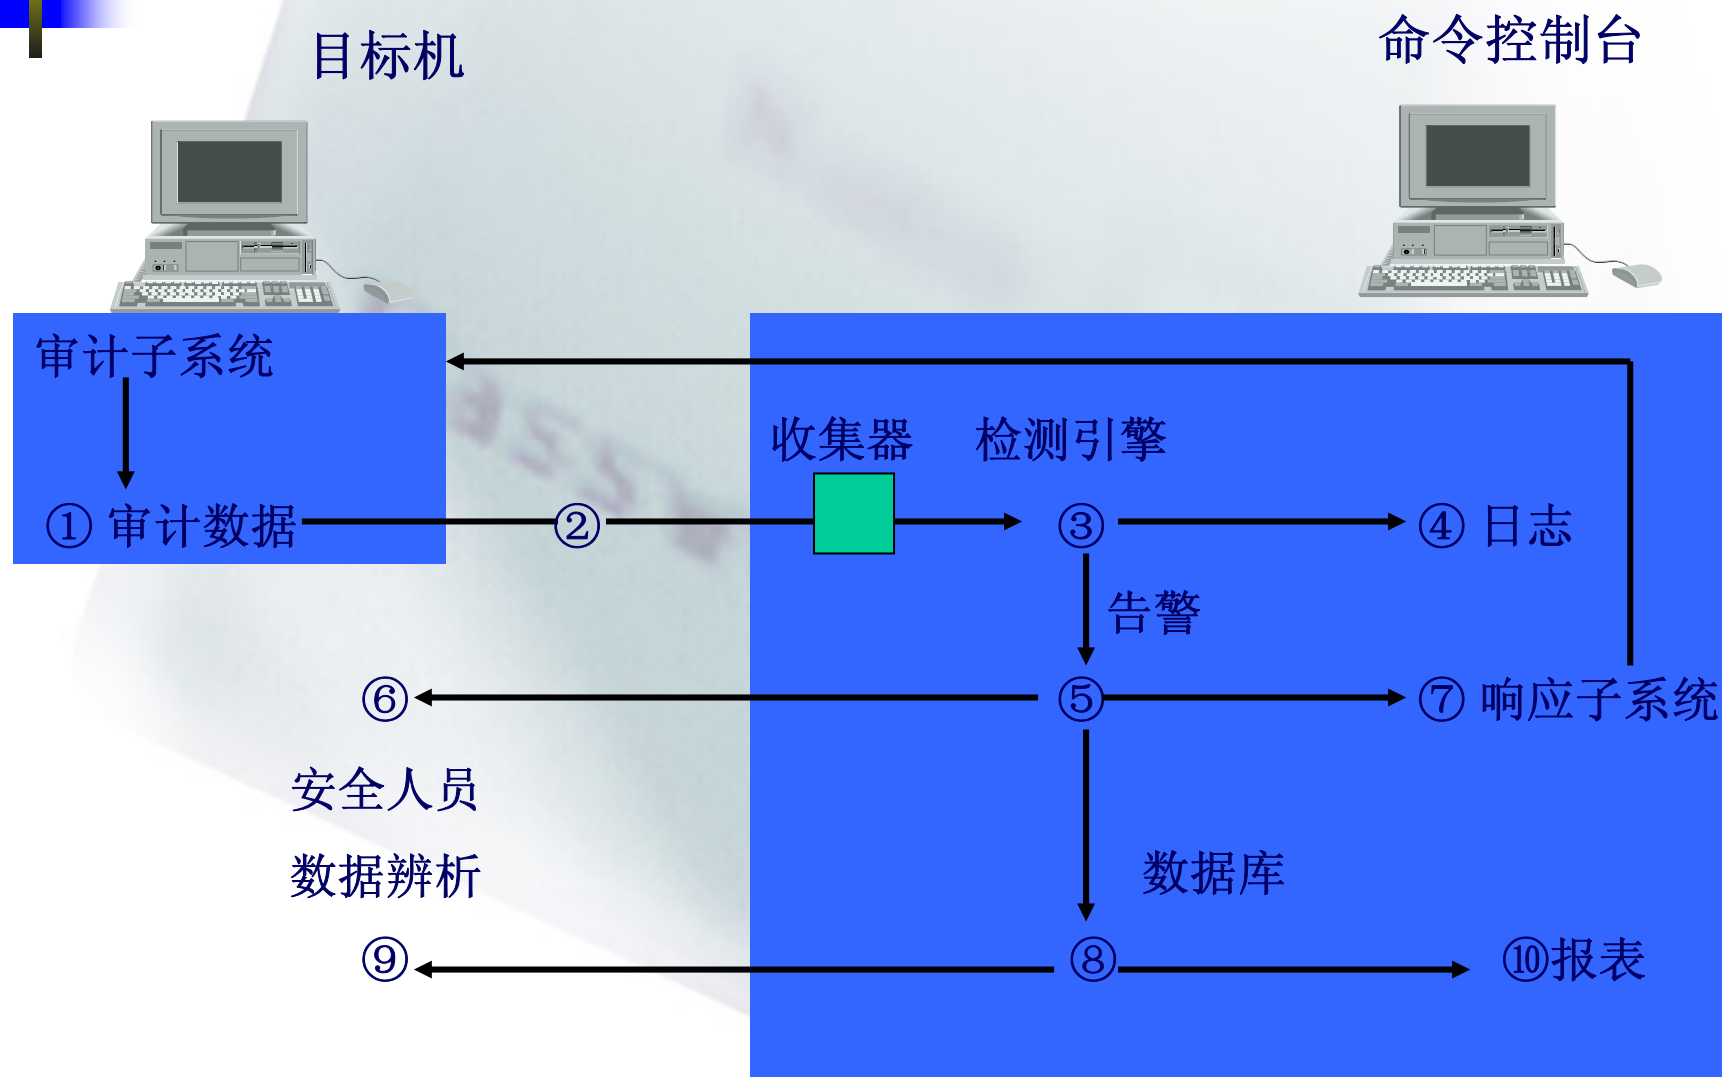 目标机
命令控制台
审计子系统
收集器
检测引擎
① 审计数据
②
③
④ 日志
告警
⑥
⑤
⑦ 响应子系统
安全人员
数据辨析
数据库
⑨
⑧
⑩报表